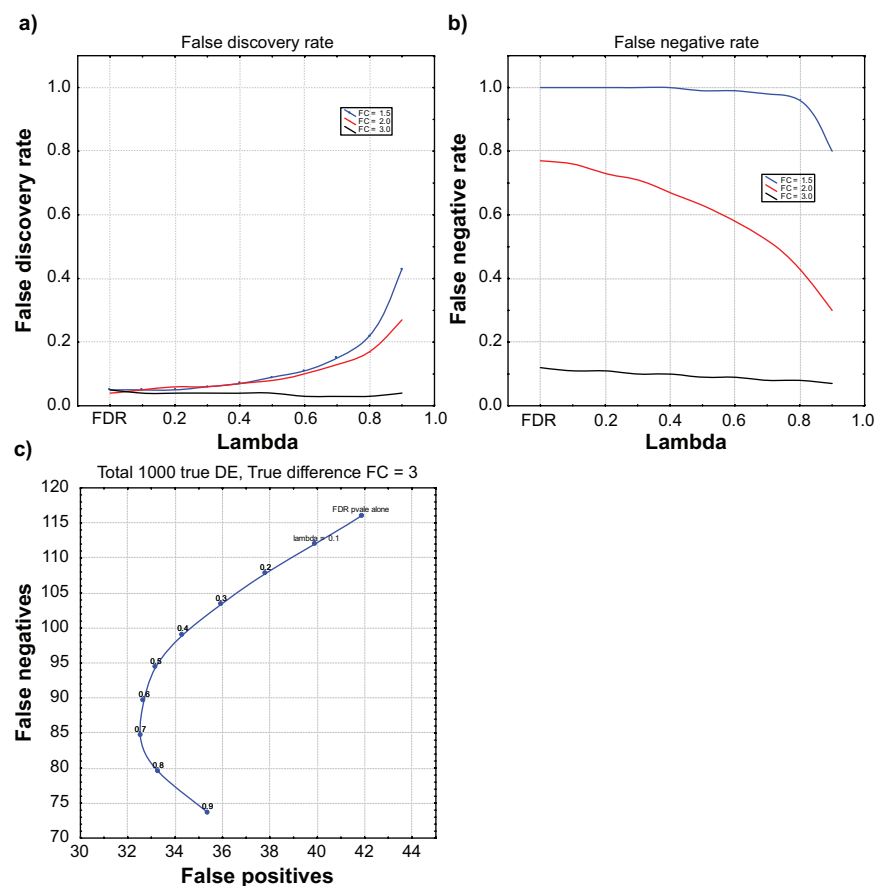 a)
False discovery rate
False discovery rate
1.0
0.8
0.6
0.4
0.2
0.0
FC = 1.5
FC = 2.0
FC = 3.0
FDR 0.2 0.4 0.6 0.8 1.0
Lambda
b)
False negative rate
False negative rate
1.0
0.8
0.6
0.4
0.2
0.0
FC = 1.5
FC = 2.0
FC = 3.0
FDR 0.2 0.4 0.6 0.8 1.0
Lambda
c)
Total 1000 true DE, True difference FC = 3
False negatives
120
115
110
105
100
95
90
85
80
75
70
FDR pvale alone
lambda = 0.1
0.2
0.3
0.4
0.5
0.6
0.7
0.8
0.9
30 32 34 36 38 40 42 44
False positives